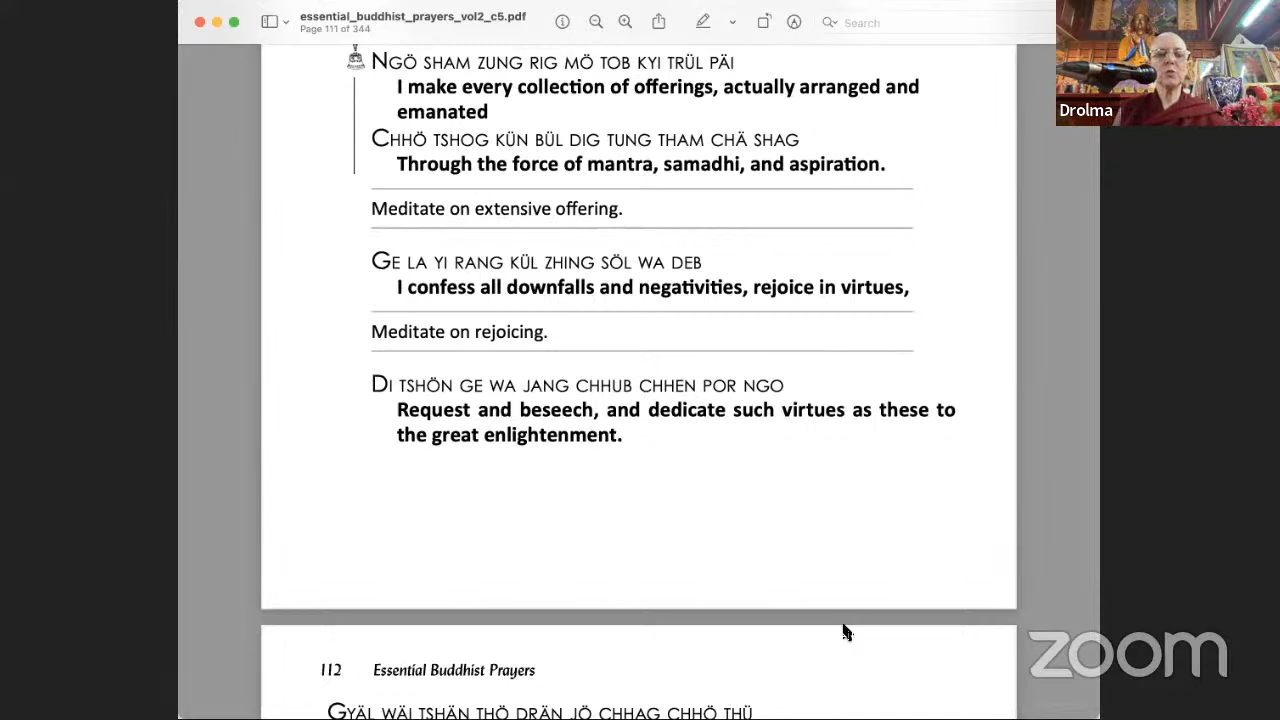 essential_buddhist_prayers_vol2_c5.pdf
Page 111 of 344
Search
Drolma
NGÖ SHAM ZUNG RIG MÖ TOB KYI TRÜL PÄI
I make every collection of offerings, actually arranged and
emanated
CHHÖ TSHOG KÜN BÜL DIG TUNG THAM CHÄ SHAG
Through the force of mantra, samadhi, and aspiration.
Meditate on extensive offering.
GE LA YI RANG KÜL ZHING SÖL WA DEB
I confess all downfalls and negativities, rejoice in virtues,
Meditate on rejoicing.
DI TSHÖN GE WA JANG CHHUB CHHEN POR NGO
Request and beseech, and dedicate such virtues as these to
the great enlightenment.
zoom
112 Essential Buddhist Prayers
GYÄL WÄI TSHÄN THÖ DRÄN JÖ CHHAG CHHÖ THÜ